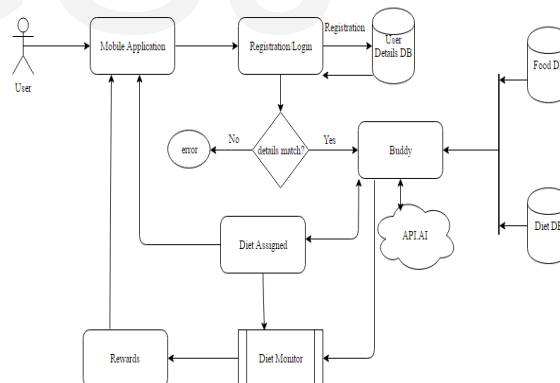 User
Mobile Application
Registration/Login
Registration
User
Details DB
Food D
details match?
No
error
Yes
Buddy
API.AI
Diet DB
Diet Assigned
Rewards
Diet Monitor